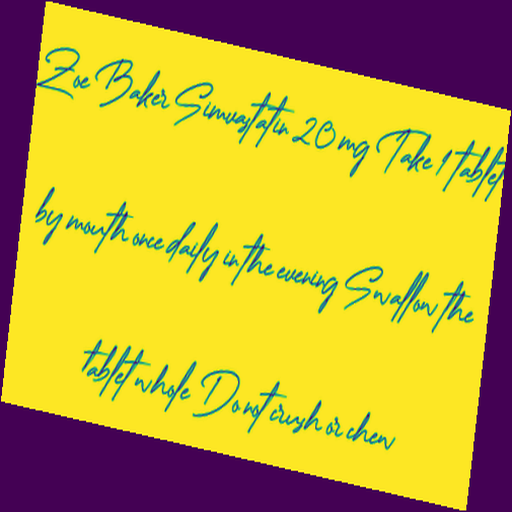 Zoe Baker Simvastatin 20 mg Take 1 tablet
by mouth once daily in the evening Swallow the
tablet whole Do not crush or chew